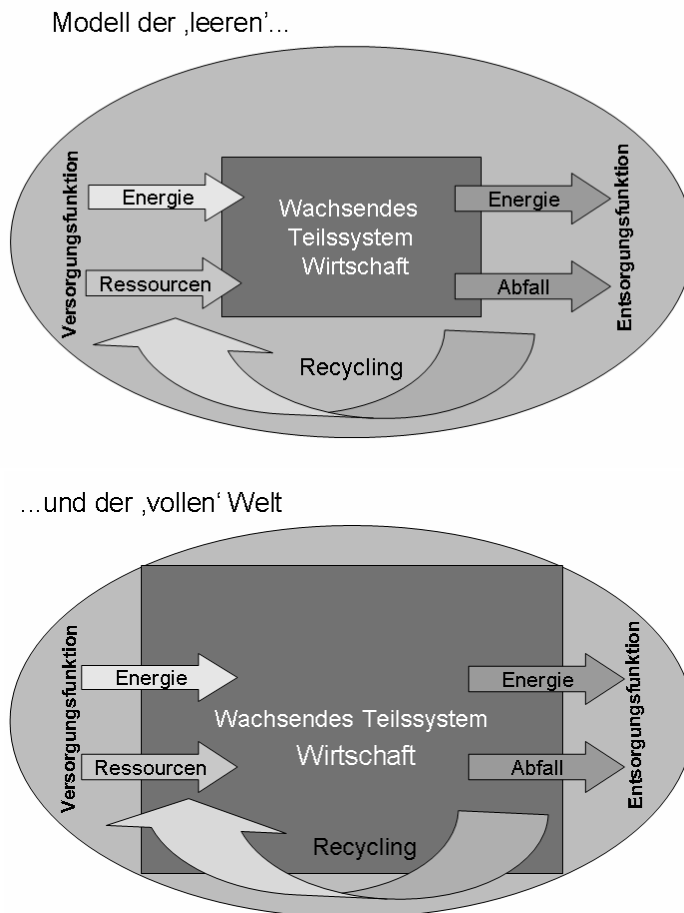 Modell der ‚leeren’...
Versorgungsfunktion
Energie
Ressourcen
Wachsendes
Teilssystem
Wirtschaft
Energie
Abfall
Entsorgungsfunktion
Recycling
...und der ‚vollen‘ Welt
Versorgungsfunktion
Energie
Ressourcen
Wachsendes Teilssystem
Wirtschaft
Energie
Abfall
Entsorgungsfunktion
Recycling